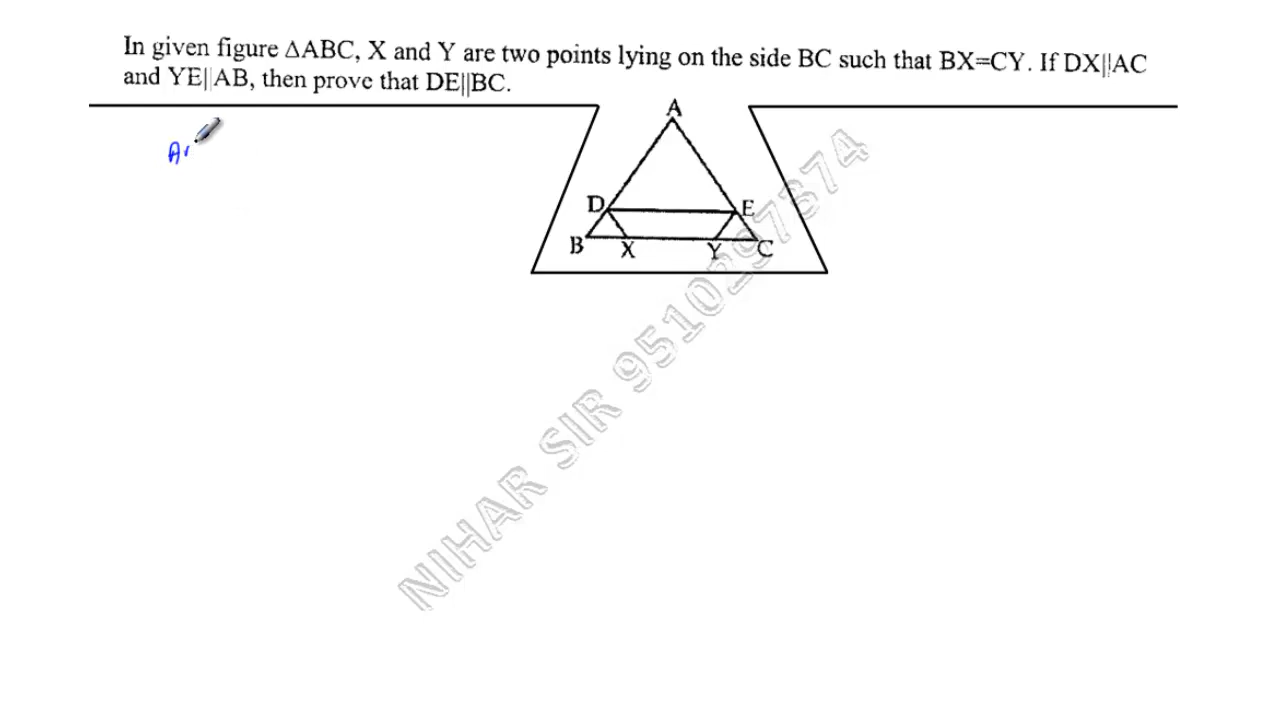 In given figure ΔABC, X and Y are two points lying on the side BC such that BX=CY. If DX||AC
and YE||AB, then prove that DE||BC.
A
D
E
B
X
Y
C
NIHAR SIR 9510297374